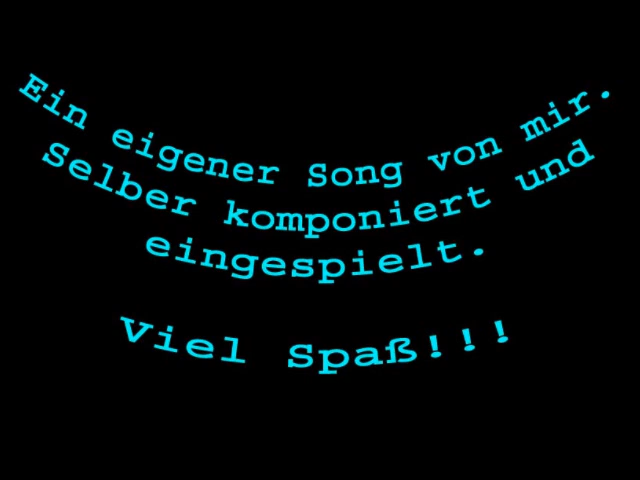 Ein eigener Song von mir.
Selber komponiert und
eingespielt.
Viel Spaß!!!